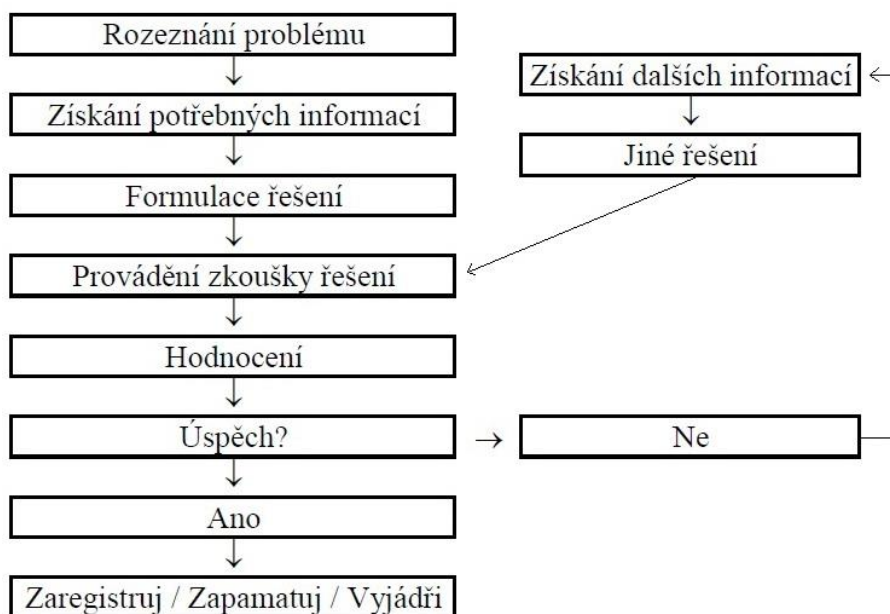 Rozeznání problému
Získání potřebných informací
Formulace řešení
Provádění zkoušky řešení
Hodnocení
Úspěch?
Ano
Zaregistruj / Zapamatuj / Vyjádři
Ne
Získání dalších informací
Jiné řešení